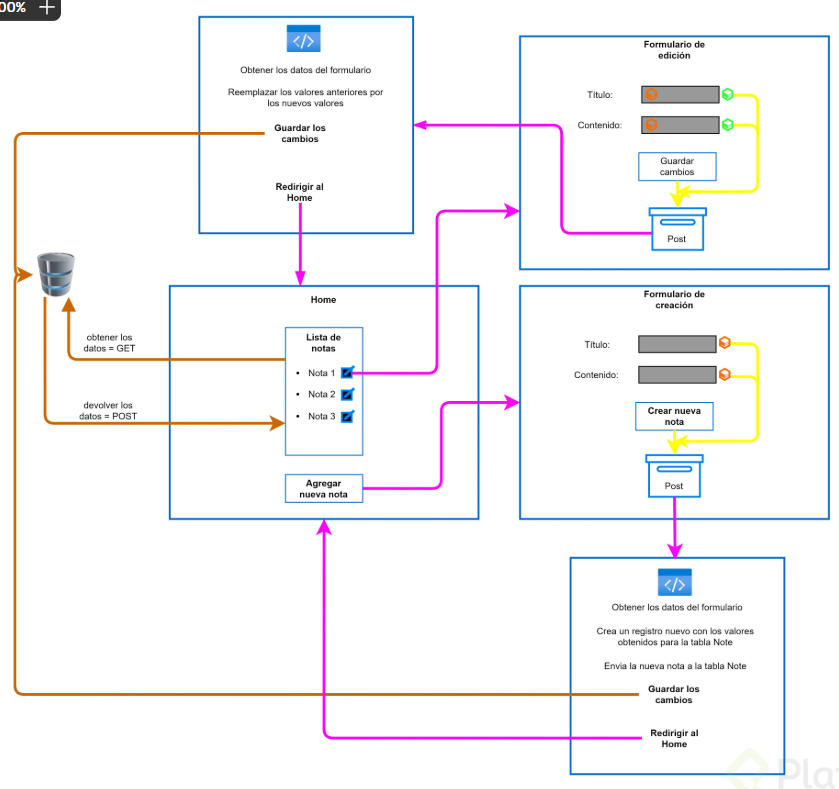 00%
Obtener los datos del formulario
Reemplazar los valores anteriores por
los nuevos valores
Guardar los
cambios
Redirigir al
Home
Formulario de
edición
Título:
Contenido:
Guardar
cambios
Post
Home
Lista de
notas
Nota 1
Nota 2
Nota 3
Agregar
nueva nota
obtener los
datos = GET
devolver los
datos = POST
Formulario de
creación
Título:
Contenido:
Crear nueva
nota
Post
Obtener los datos del formulario
Crea un registro nuevo con los valores
obtenidos para la tabla Note
Envia la nueva nota a la tabla Note
Guardar los
cambios
Redirigir al
Home